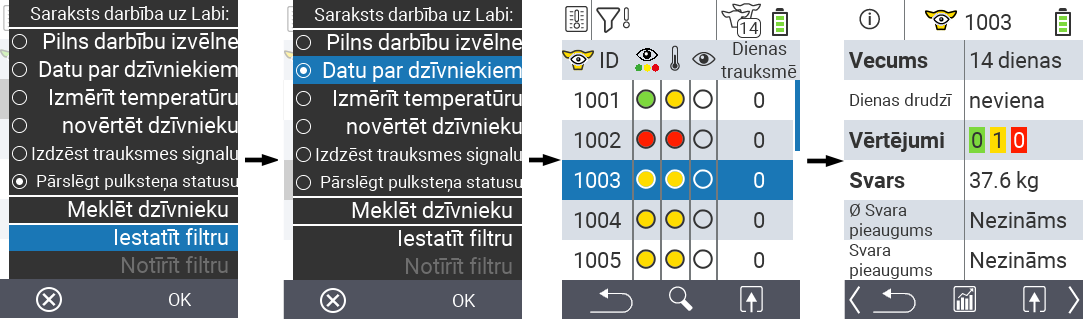 Saraksts darbība uz Labi:
Pilns darbību izvēlne
Datu par dzīvniekiem
Izmērīt temperatūru
novērtēt dzīvnieku
Izdzēst trauksmes signalu
Pārslēgt pulksteņa statusu
Meklēt dzīvnieku
Iestatīt filtru
Notīrīt filtru
OK
Saraksts darbība uz Labi:
Pilns darbību izvēlne
Datu par dzīvniekiem
Izmērīt temperatūru
novērtēt dzīvnieku
Izdzēst trauksmes signalu
Pārslēgt pulksteņa statusu
Meklēt dzīvnieku
Iestatīt filtru
Notīrīt filtru
OK
14
ID Dienas
trauksmē
1001 0
1002 0
1003 0
1004 0
1005 0
1003
Vecums 14 dienas
Dienas drudzī neviena
Vērtējumi 0 1 0
Svars 37.6 kg
Ø Svara
pieaugums Nezināms
Svara
pieaugums Nezināms